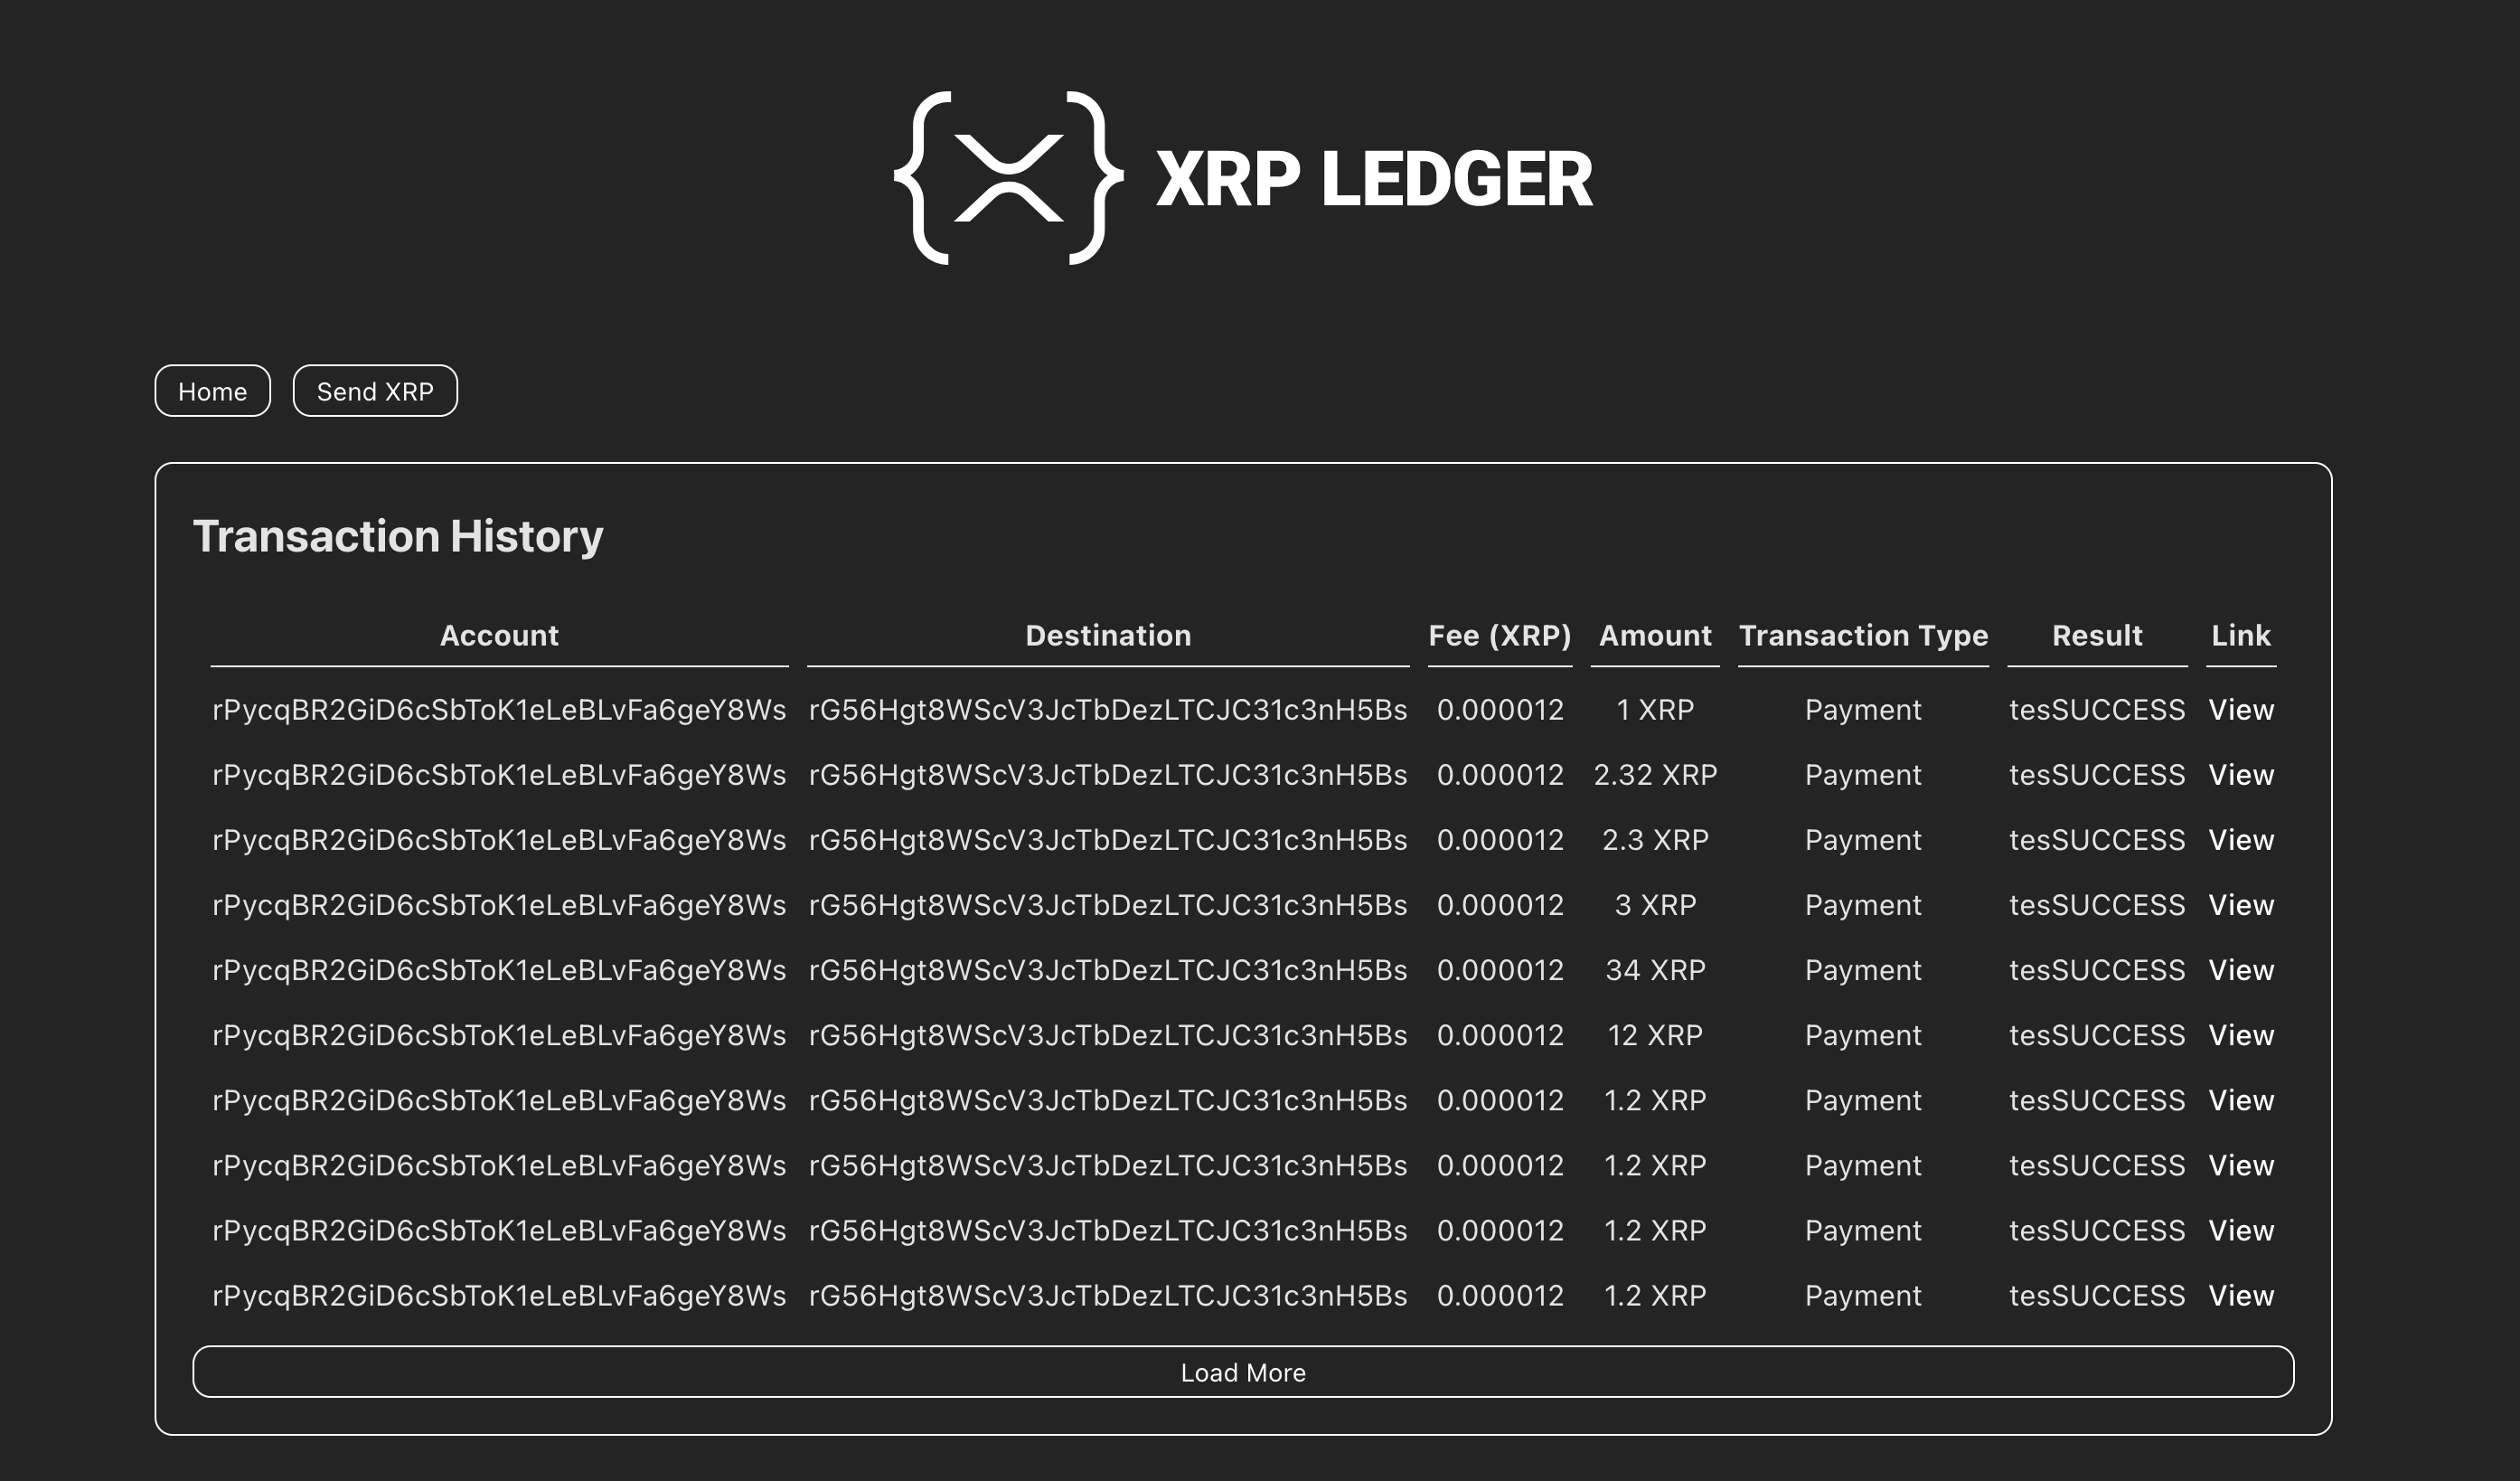 XRP LEDGER
Home Send XRP
Transaction History
Account Destination Fee (XRP) Amount Transaction Type Result Link
rPycqBR2GiD6cSbToK1eLeBLvFa6geY8Ws rG56Hgt8WScV3JcTbDezLTCJC31c3nH5Bs 0.000012 1 XRP Payment tesSUCCESS View
rPycqBR2GiD6cSbToK1eLeBLvFa6geY8Ws rG56Hgt8WScV3JcTbDezLTCJC31c3nH5Bs 0.000012 2.32 XRP Payment tesSUCCESS View
rPycqBR2GiD6cSbToK1eLeBLvFa6geY8Ws rG56Hgt8WScV3JcTbDezLTCJC31c3nH5Bs 0.000012 2.3 XRP Payment tesSUCCESS View
rPycqBR2GiD6cSbToK1eLeBLvFa6geY8Ws rG56Hgt8WScV3JcTbDezLTCJC31c3nH5Bs 0.000012 3 XRP Payment tesSUCCESS View
rPycqBR2GiD6cSbToK1eLeBLvFa6geY8Ws rG56Hgt8WScV3JcTbDezLTCJC31c3nH5Bs 0.000012 34 XRP Payment tesSUCCESS View
rPycqBR2GiD6cSbToK1eLeBLvFa6geY8Ws rG56Hgt8WScV3JcTbDezLTCJC31c3nH5Bs 0.000012 12 XRP Payment tesSUCCESS View
rPycqBR2GiD6cSbToK1eLeBLvFa6geY8Ws rG56Hgt8WScV3JcTbDezLTCJC31c3nH5Bs 0.000012 1.2 XRP Payment tesSUCCESS View
rPycqBR2GiD6cSbToK1eLeBLvFa6geY8Ws rG56Hgt8WScV3JcTbDezLTCJC31c3nH5Bs 0.000012 1.2 XRP Payment tesSUCCESS View
rPycqBR2GiD6cSbToK1eLeBLvFa6geY8Ws rG56Hgt8WScV3JcTbDezLTCJC31c3nH5Bs 0.000012 1.2 XRP Payment tesSUCCESS View
rPycqBR2GiD6cSbToK1eLeBLvFa6geY8Ws rG56Hgt8WScV3JcTbDezLTCJC31c3nH5Bs 0.000012 1.2 XRP Payment tesSUCCESS View
Load More